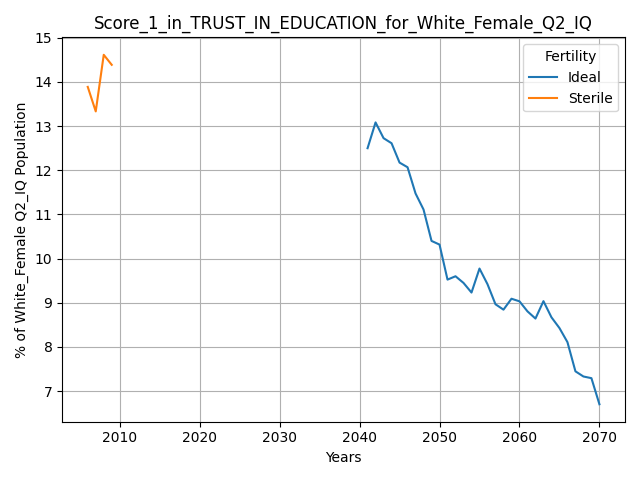 Score_1_in_TRUST_IN_EDUCATION_for_White_Female_Q2_IQ
% of White_Female Q2_IQ Population
15
14
13
12
11
10
9
8
7
Fertility
Ideal
Sterile
2010 2020 2030 2040 2050 2060 2070
Years